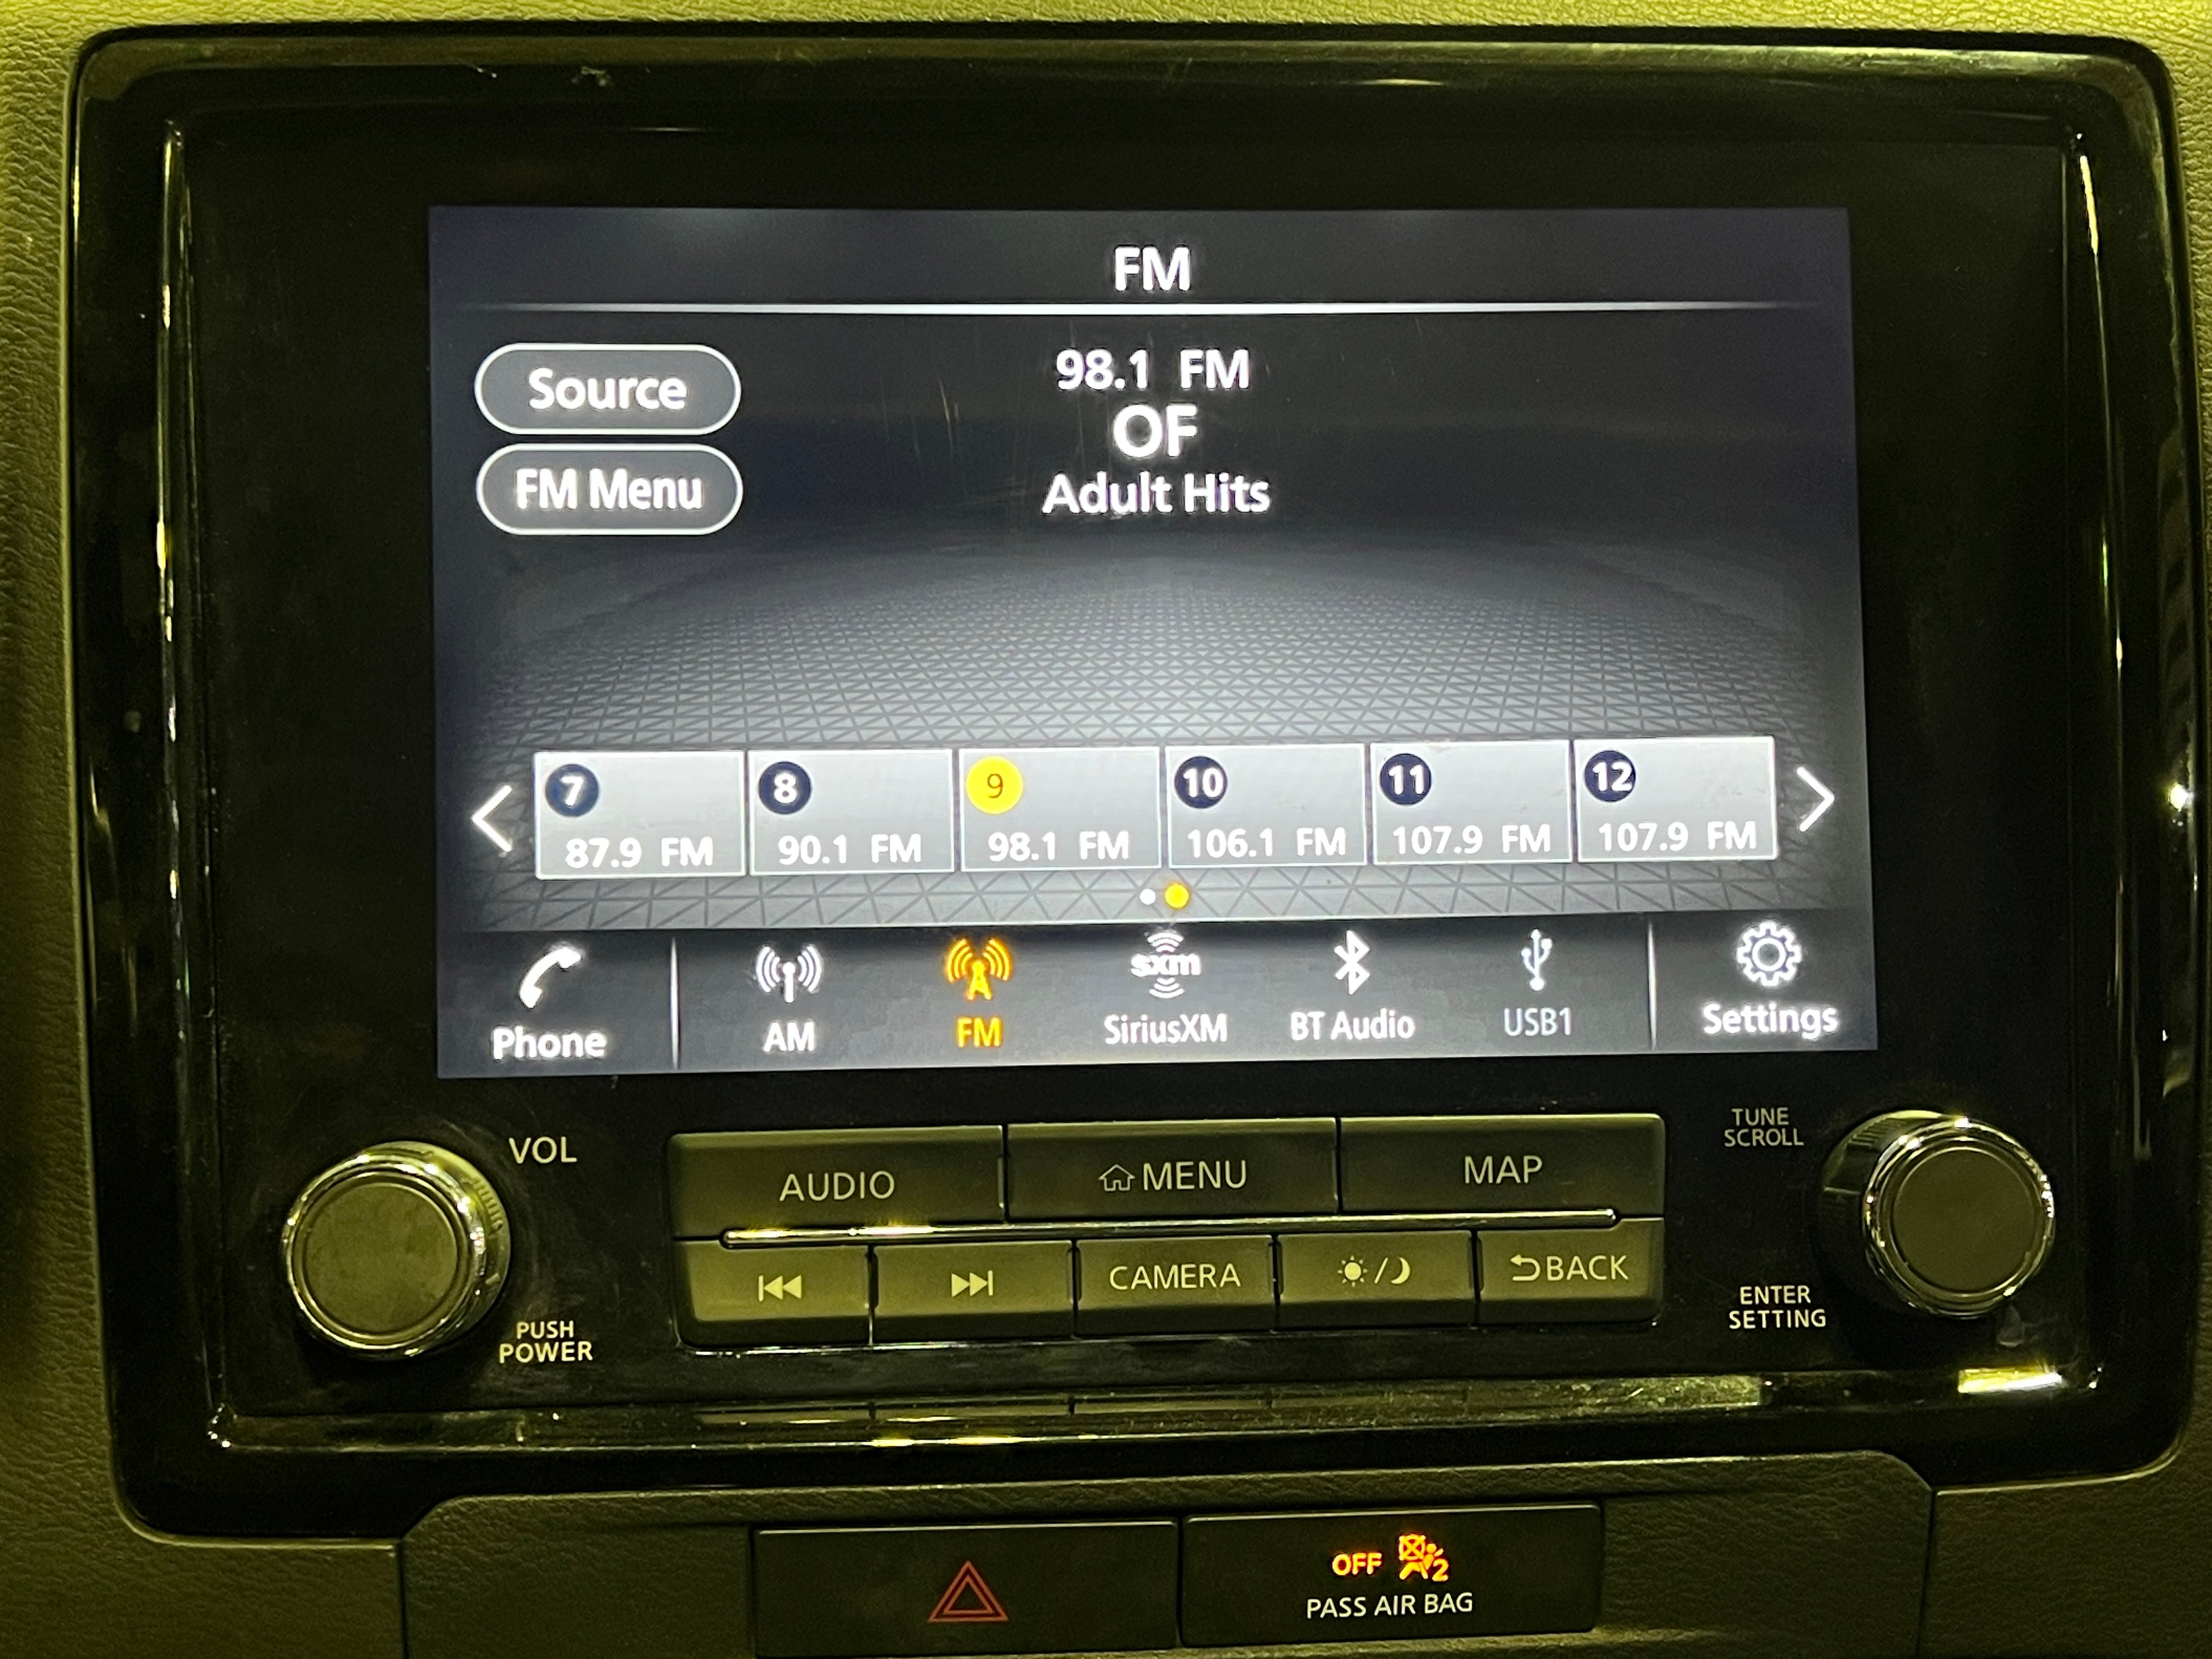 FM
Source
98.1 FM
OF
FM Menu
Adult Hits
7 8 9 10 11 12
87.9 FM 90.1 FM 98.1 FM 106.1 FM 107.9 FM 107.9 FM
sxm
Phone AM FM SiriusXM BT Audio USB1 Settings
VOL
TUNE
SCROLL
AUDIO MENU MAP
CAMERA BACK
PUSH
POWER
ENTER
SETTING
OFF 2
PASS AIR BAG